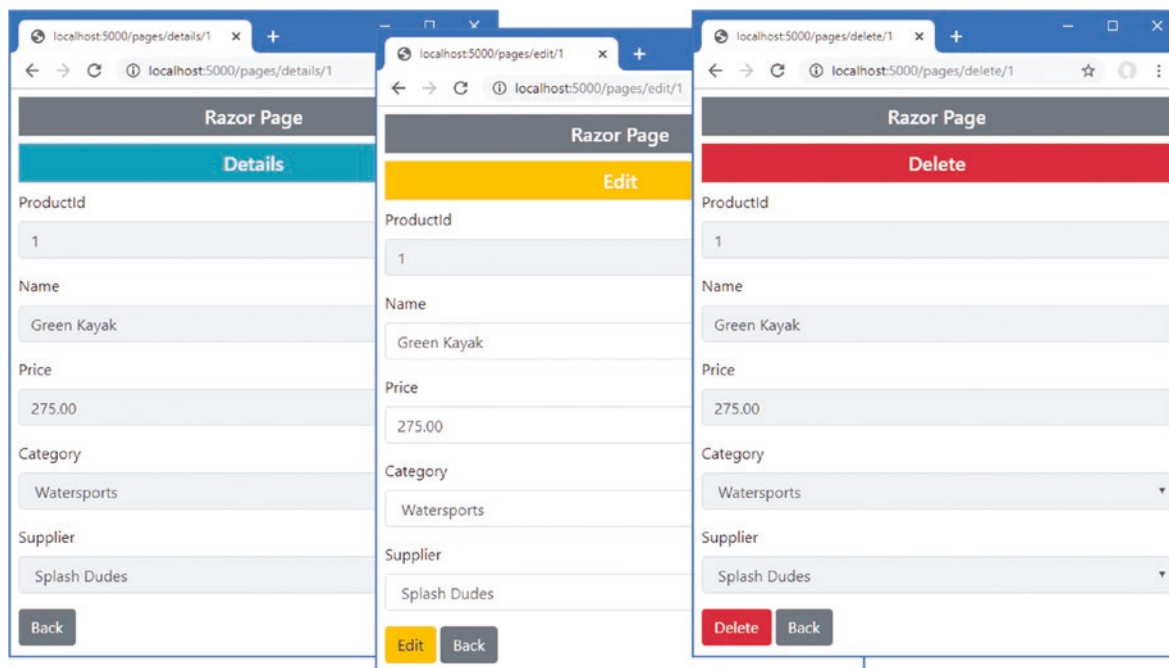 localhost:5000/pages/details/1
localhost:5000/pages/details/1
Razor Page
Details
ProductId
1
Name
Green Kayak
Price
275.00
Category
Watersports
Supplier
Splash Dudes
Back
localhost:5000/pages/edit/1
localhost:5000/pages/edit/1
Razor Page
Edit
ProductId
1
Name
Green Kayak
Price
275.00
Category
Watersports
Supplier
Splash Dudes
Edit Back
localhost:5000/pages/delete/1
localhost:5000/pages/delete/1
Razor Page
Delete
ProductId
1
Name
Green Kayak
Price
275.00
Category
Watersports
Supplier
Splash Dudes
Delete Back